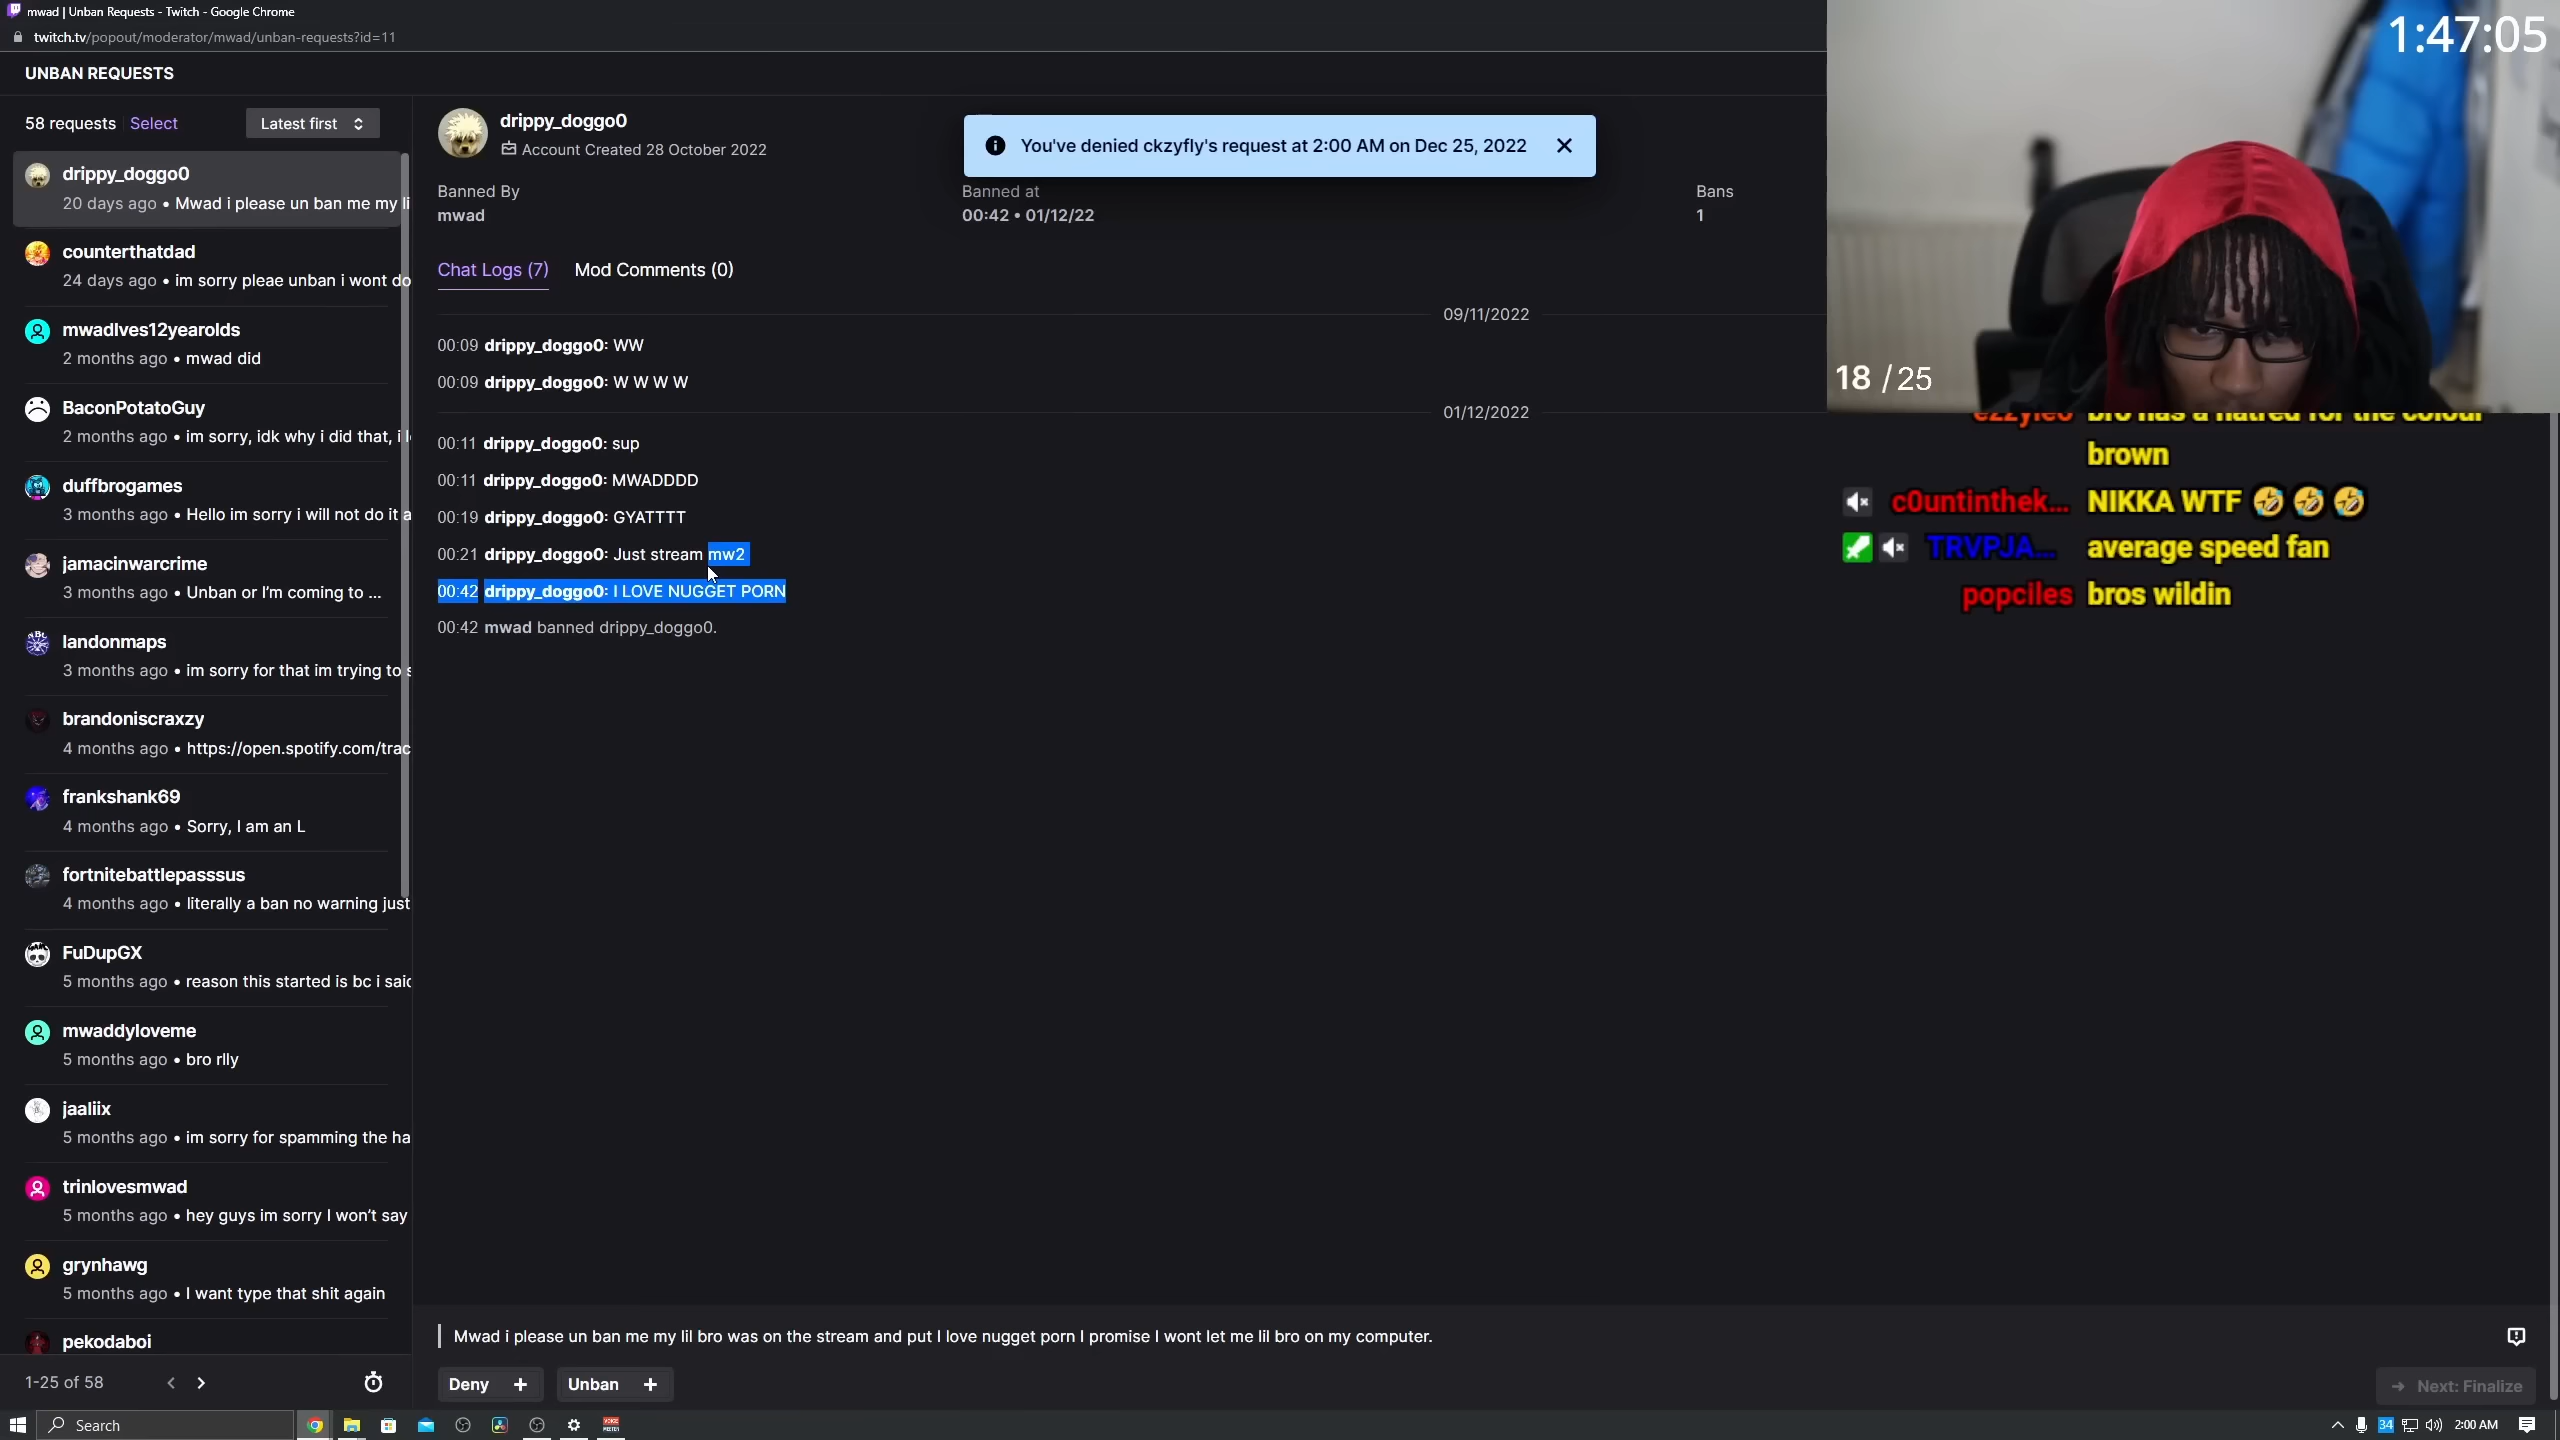 mwad | Unban Requests - Twitch - Google Chrome
twitch.tv/popout/moderator/mwad/unban-requests?id=11
UNBAN REQUESTS
58 requests Select Latest first
drippy_doggo0
20 days ago • Mwad i please un ban me my li
counterthatdad
24 days ago • im sorry pleae unban i wont do
mwadlves12yearolds
2 months ago • mwad did
BaconPotatoGuy
2 months ago • im sorry, idk why i did that, i l
duffbrogames
3 months ago • Hello im sorry i will not do it a
jamacinwarcrime
3 months ago • Unban or I'm coming to ...
landonmaps
3 months ago • im sorry for that im trying to s
brandoniscraxzy
4 months ago • https://open.spotify.com/trac
frankshank69
4 months ago • Sorry, I am an L
fortnitebattlepasssus
4 months ago • literally a ban no warning just
FuDupGX
5 months ago • reason this started is bc i said
mwaddyloveme
5 months ago • bro rlly
jaaliix
5 months ago • im sorry for spamming the ha
trinlovesmwad
5 months ago • hey guys im sorry I won't say
grynhawg
5 months ago • I want type that shit again
pekodaboi
1-25 of 58
drippy_doggo0
Account Created 28 October 2022
You've denied ckzyfly's request at 2:00 AM on Dec 25, 2022
Banned By
mwad
Banned at
00:42 • 01/12/22
Bans
1
Chat Logs (7) Mod Comments (0)
09/11/2022
00:09 drippy_doggo0: WW
00:09 drippy_doggo0: W W W W
01/12/2022
00:11 drippy_doggo0: sup
00:11 drippy_doggo0: MWADDDD
00:19 drippy_doggo0: GYATTTT
00:21 drippy_doggo0: Just stream mw2
00:42 drippy_doggo0: I LOVE NUGGET PORN
00:42 mwad banned drippy_doggo0.
Mwad i please un ban me my lil bro was on the stream and put I love nugget porn I promise I wont let me lil bro on my computer.
Deny + Unban +
Next: Finalize
1:47:05
18 / 25
ezzyleo bro has a hatred for the colour
brown
c0untinthek... NIKKA WTF 🤣 🤣 🤣
TRVPJA... average speed fan
popciles bros wildin
Search
VOICE
MEETER
34
2:00 AM